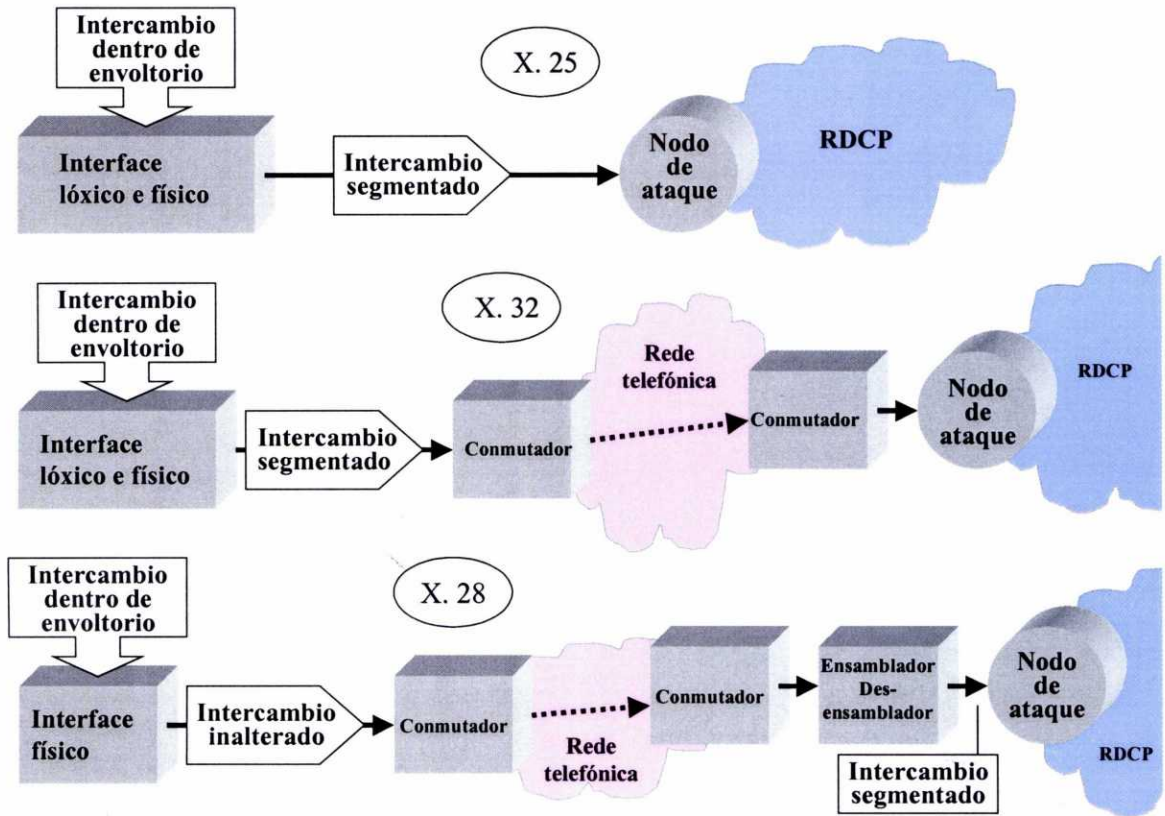 Intercambio
dentro de
envoltorio
X. 25
Interface
lóxico e físico
Intercambio
segmentado
Nodo
de
ataque
RDCP
Intercambio
dentro de
envoltorio
X. 32
Interface
lóxico e físico
Intercambio
segmentado
Conmutador
Rede
telefónica
Conmutador
Nodo
de
ataque
RDCP
Intercambio
dentro de
envoltorio
X. 28
Interface
físico
Intercambio
inalterado
Conmutador
Rede
telefónica
Conmutador
Ensamblador
Des-
ensamblador
Intercambio
segmentado
Nodo
de
ataque
RDCP